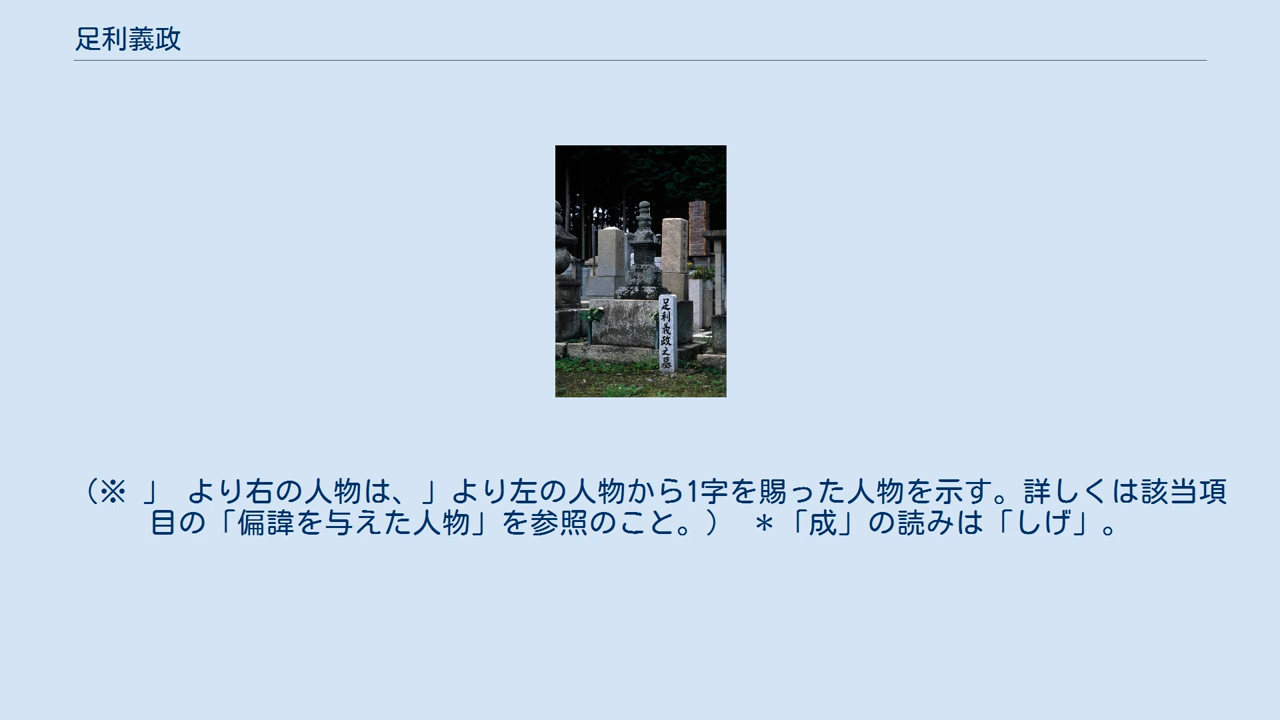 足利義政
足利義政之墓
（※ 」 より右の人物は、」より左の人物から1字を賜った人物を示す。詳しくは該当項
目の「偏諱を与えた人物」を参照のこと。） ＊「成」の読みは「しげ」。